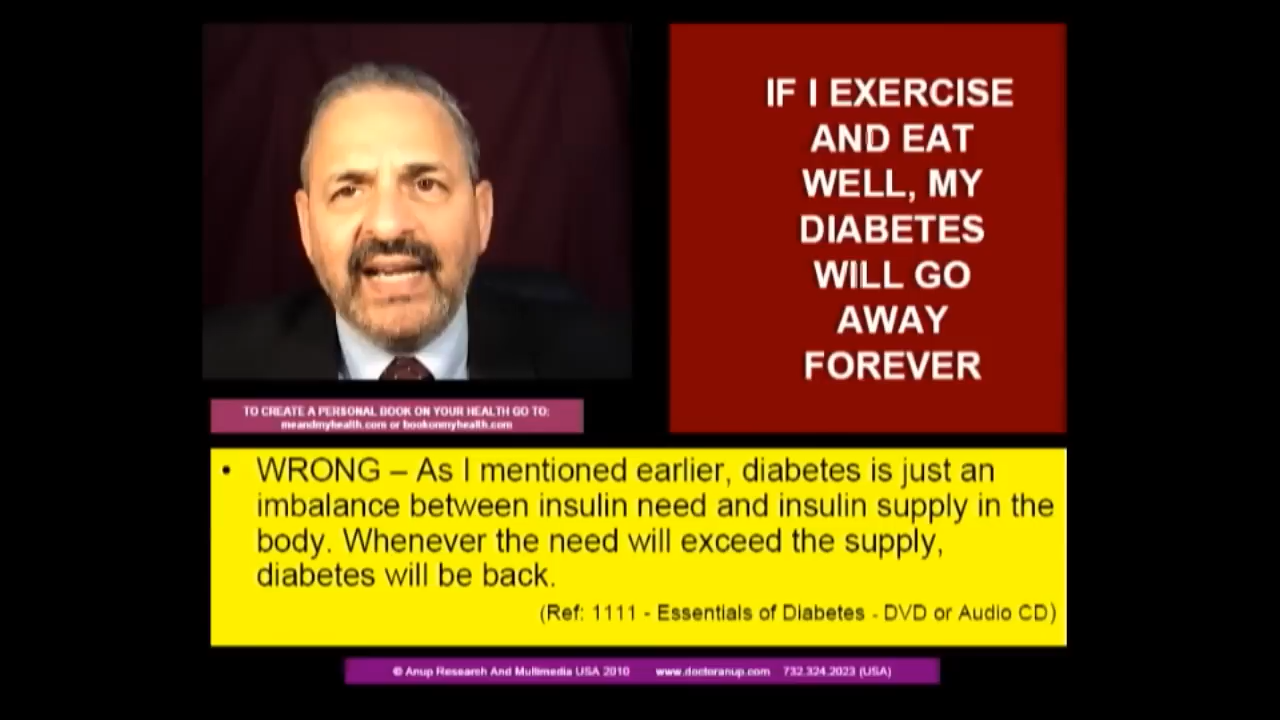 IF I EXERCISE
AND EAT
WELL, MY
DIABETES
WILL GO
AWAY
FOREVER
TO CREATE A PERSONAL BOOK ON YOUR HEALTH GO TO:
meandmyhealth.com or bookonmyhealth.com
• WRONG – As I mentioned earlier, diabetes is just an
imbalance between insulin need and insulin supply in the
body. Whenever the need will exceed the supply,
diabetes will be back.
(Ref: 1111 - Essentials of Diabetes - DVD or Audio CD)
© Anup Research And Multimedia USA 2010 www.doctoranup.com 732.324.2023 (USA)